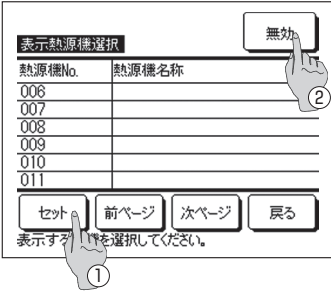 無効
表示熱源機選択
熱源機No. 熱源機名称
006
007
008
009
010
011
②
セット 前ページ 次ページ 戻る
表示する を選択してください。
①